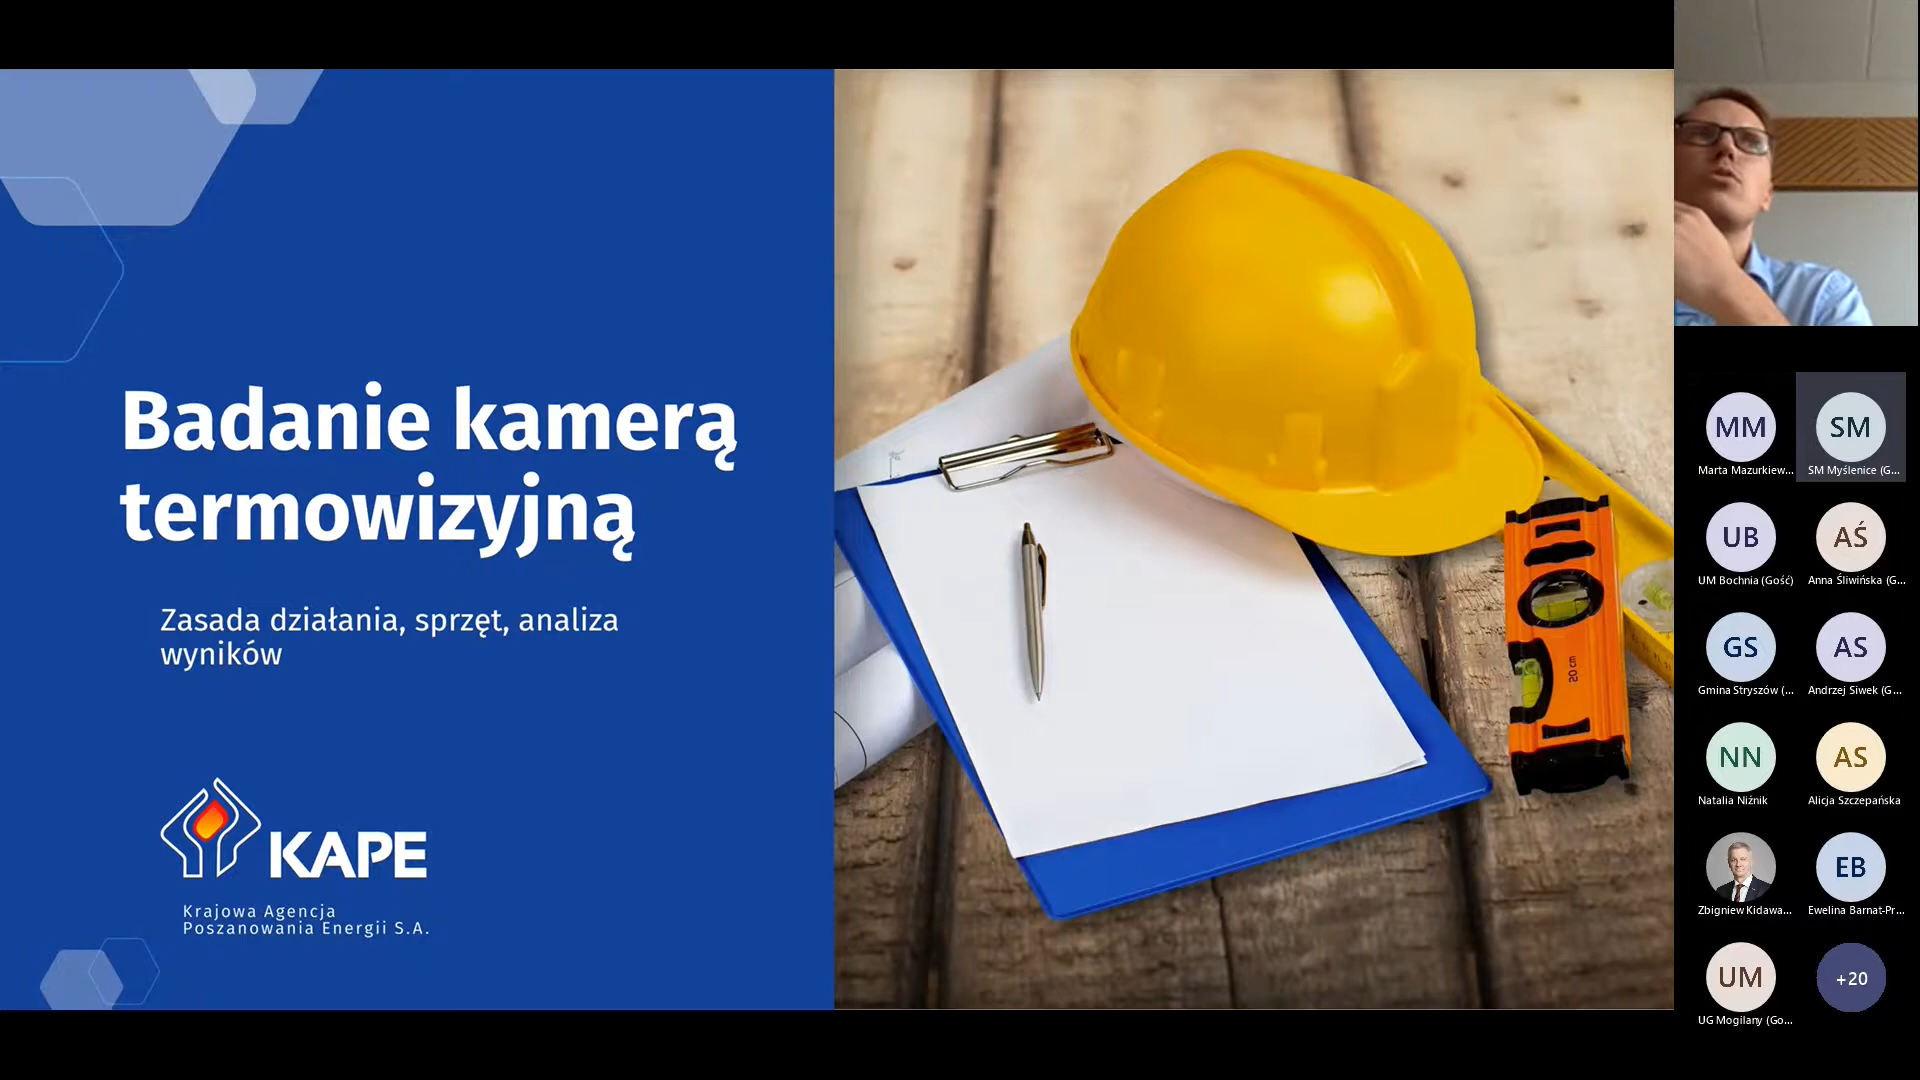 Badanie kamerą
termowizyjną
Zasada działania, sprzęt, analiza
wyników
KAPE
Krajowa Agencja
Poszanowania Energii S.A.
20 cm
MM
Marta Mazurkiew...
SM
SM Myślenice (G...
UB
UM Bochnia (Gość)
AŚ
Anna Śliwińska (G...
GS
Gmina Stryszów (...
AS
Andrzej Siwek (G...
NN
Natalia Niżnik
AS
Alicja Szczepańska
Zbigniew Kidawa...
EB
Ewelina Barnat-Pr...
UM
UG Mogilany (Go...
+20